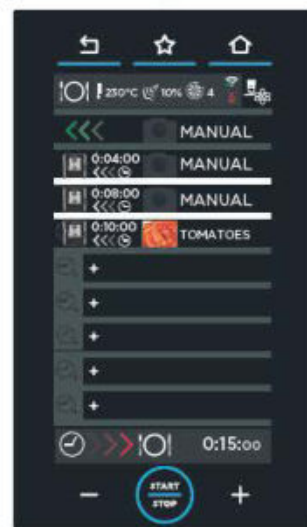 230°C 10% 4
MANUAL
0:04:00 MANUAL
0:08:00 MANUAL
0:10:00 TOMATOES
+
+
+
+
+
0:15:00
− START STOP +